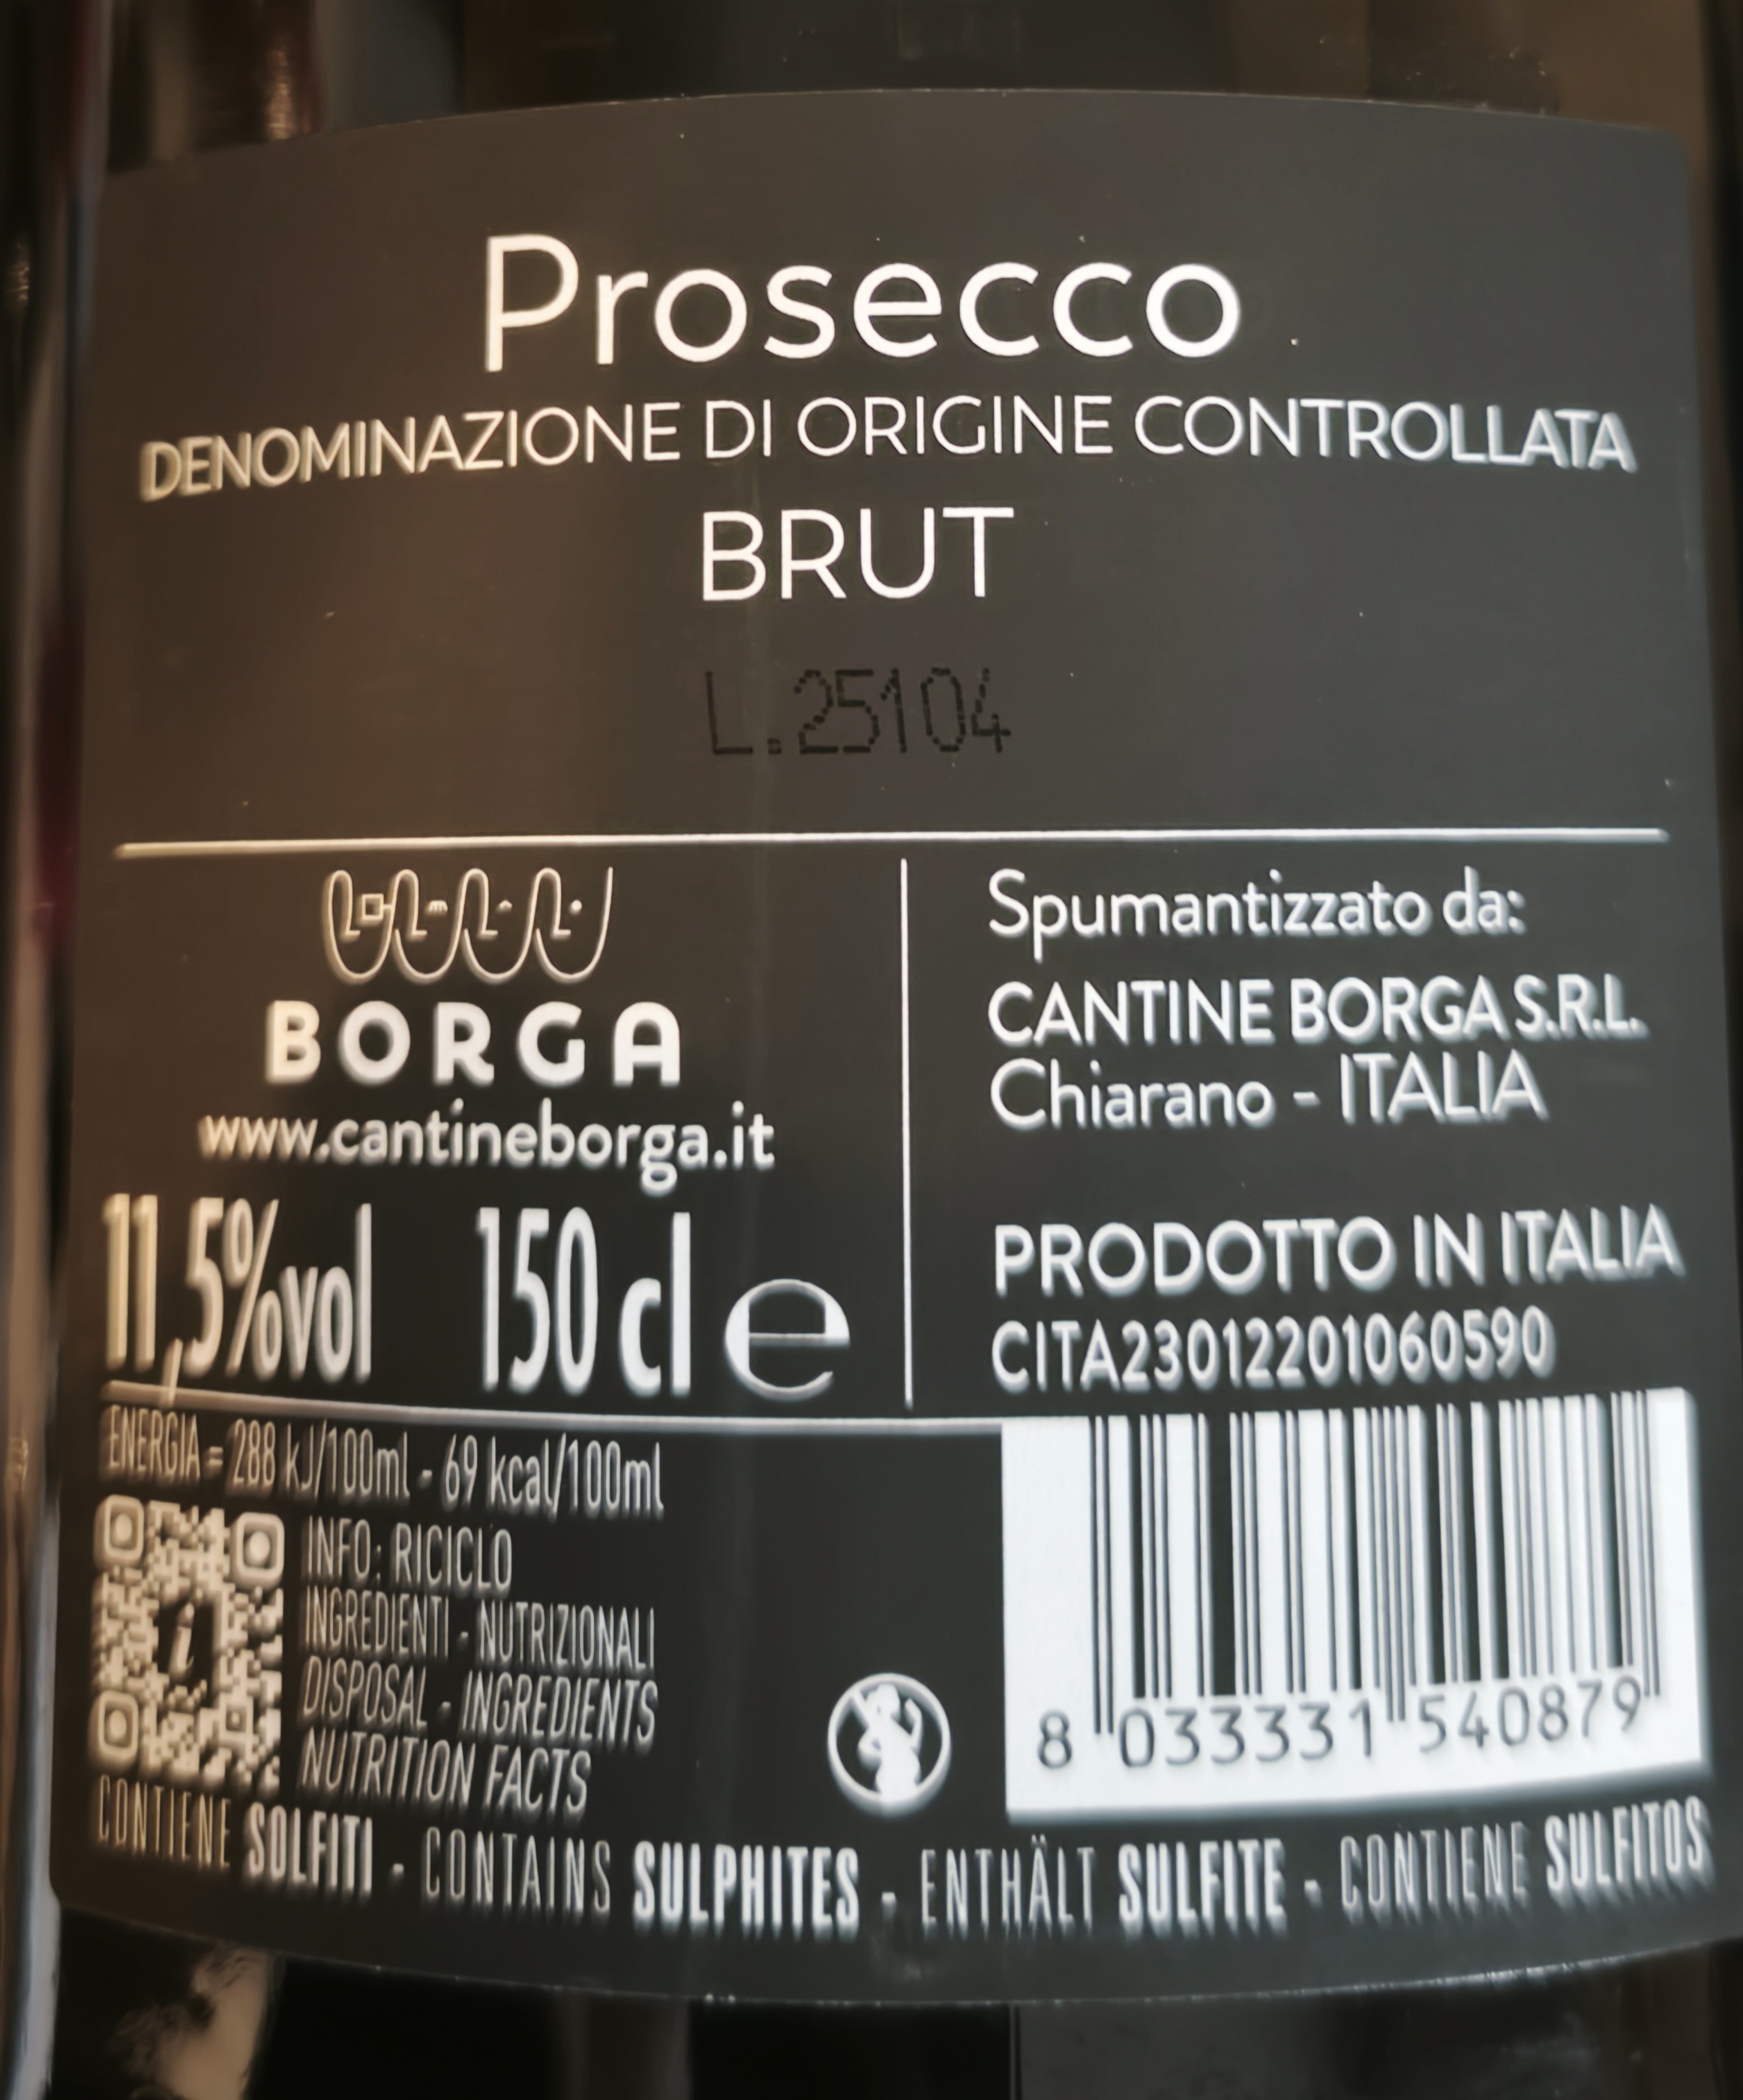 Prosecco
DENOMINAZIONE DI ORIGINE CONTROLLATA
BRUT
L.25104
BORGA
www.cantineborga.it
11,5%vol 150 cl e
Spumantizzato da:
CANTINE BORGA S.R.L.
Chiarano - ITALIA
PRODOTTO IN ITALIA
CITA23012201060590
ENERGIA = 288 kJ/100ml - 69 kcal/100ml
i
INFO: RICICLO
INGREDIENTI - NUTRIZIONALI
DISPOSAL - INGREDIENTS
NUTRITION FACTS
8 033331 540879
CONTIENE SOLFITI - CONTAINS SULPHITES - ENTHÄLT SULFITE - CONTIENE SULFITOS